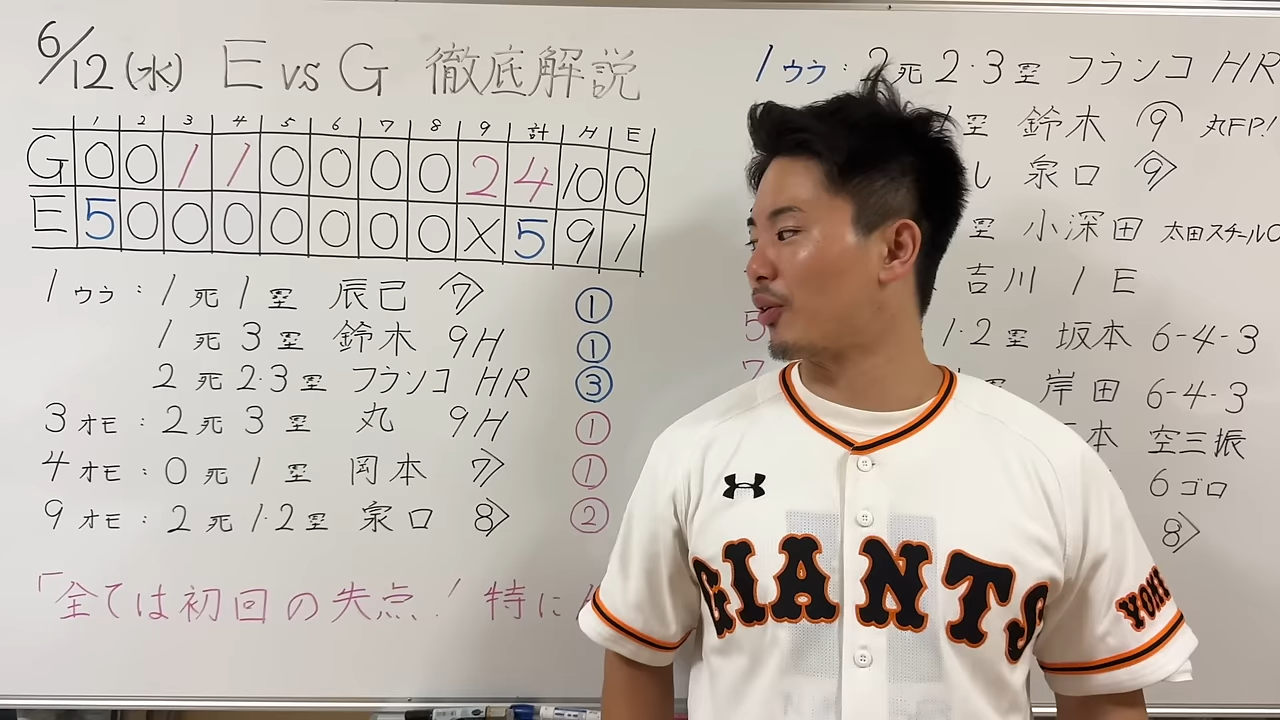 6/12(水) E vs G 徹底解説
1 2 3 4 5 6 7 8 9 計 H E
G 0 0 1 1 0 0 0 0 2 4 10 0
E 5 0 0 0 0 0 0 0 X 5 9 1
1ウラ:1死1塁 辰己 7> ①
1死3塁 鈴木 9H ①
2死2・3塁 フランコ HR ③
3オモ:2死3塁 丸 9H ①
4オモ:0死1塁 岡本 7> ①
9オモ:2死1・2塁 泉口 8> ②
「全ては初回の失点!特に
1ウラ:2死2・3塁 フランコ HR
塁 鈴木 9 丸FP!
し 泉口 9>
塁 小深田 太田スチール
吉川 1 E
5 1・2塁 坂本 6-4-3
7 塁 岸田 6-4-3
本 空三振
6ゴロ
8>
GIANTS
YOMI